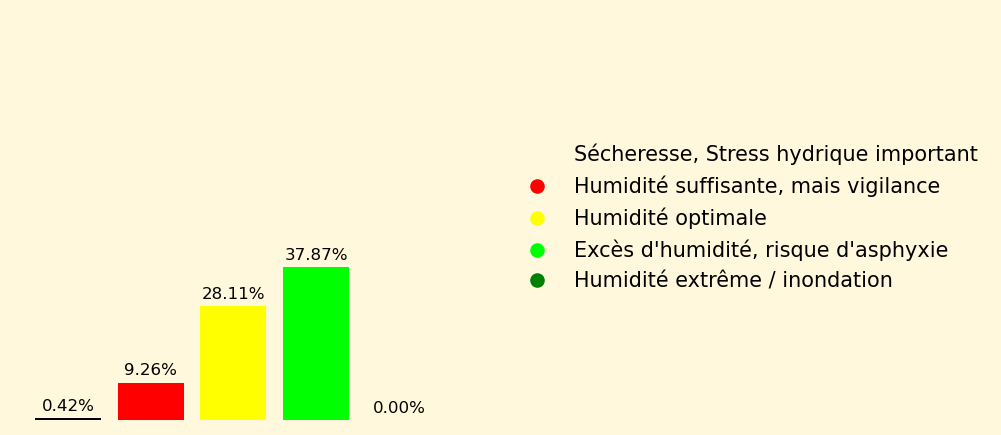 0.42%
9.26%
28.11%
37.87%
0.00%
Sécheresse, Stress hydrique important
Humidité suffisante, mais vigilance
Humidité optimale
Excès d'humidité, risque d'asphyxie
Humidité extrême / inondation